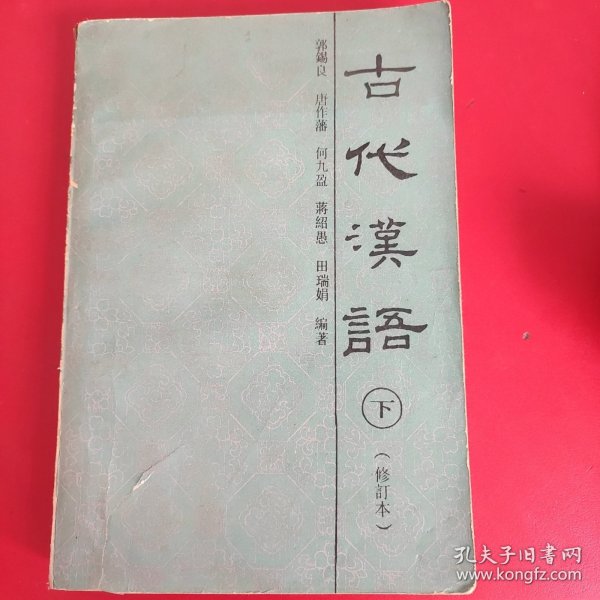 古代漢語
下
（修訂本）
郭錫良 唐作藩 何九盈 蔣紹愚 田瑞娟 編著
孔夫子旧书网
www.kongfz.com